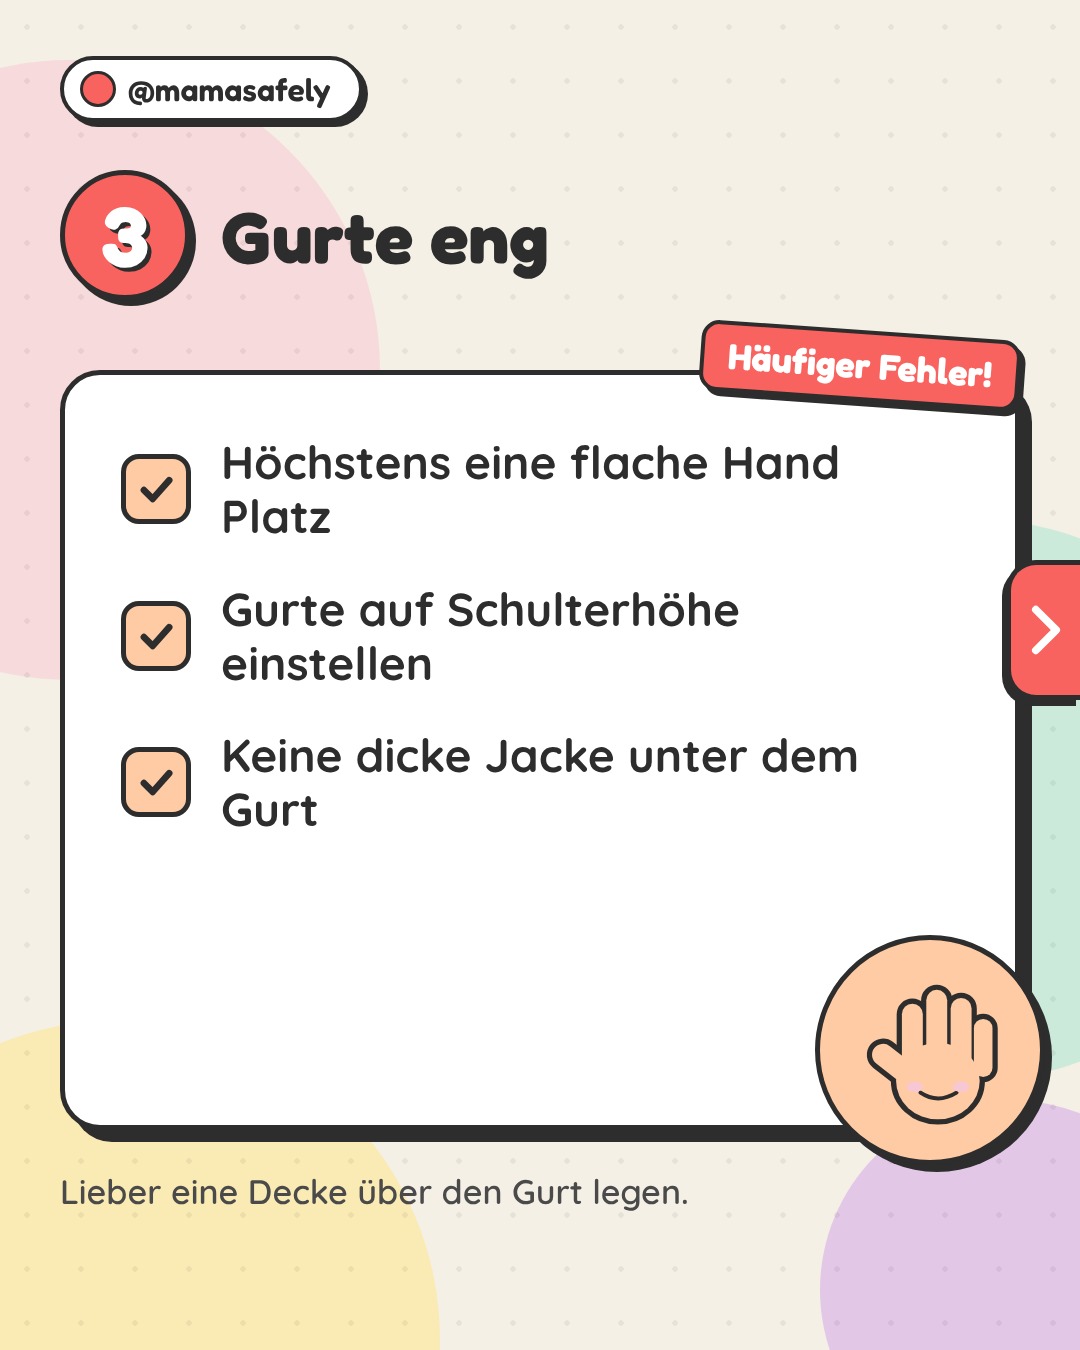 @mamasafely
3 Gurte eng
Häufiger Fehler!
Höchstens eine flache Hand
Platz
Gurte auf Schulterhöhe
einstellen
Keine dicke Jacke unter dem
Gurt
Lieber eine Decke über den Gurt legen.